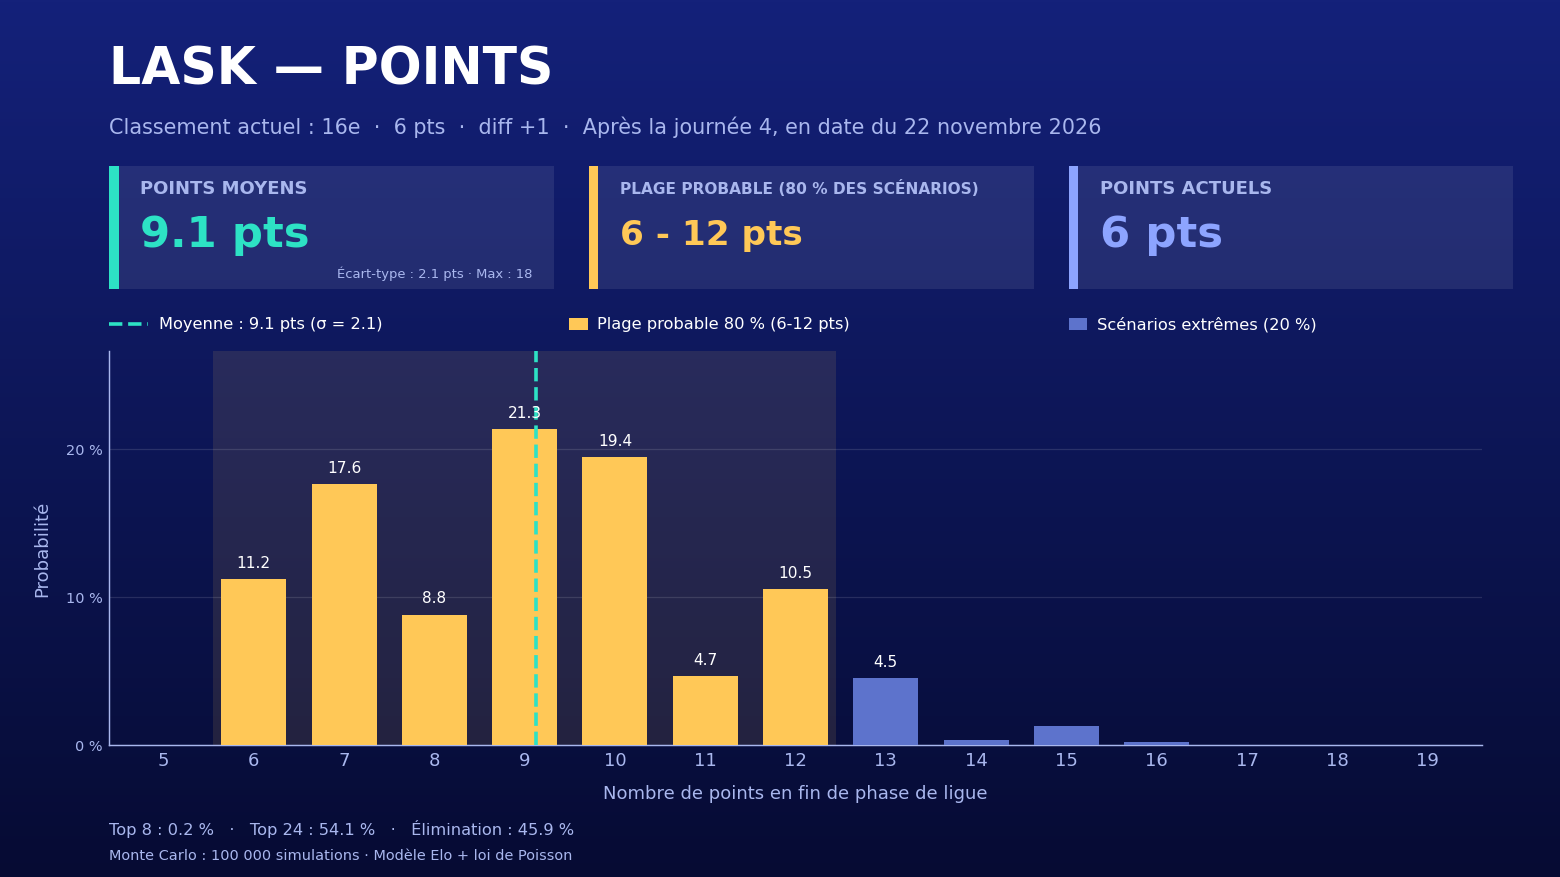 LASK — POINTS
Classement actuel : 16e · 6 pts · diff +1 · Après la journée 4, en date du 22 novembre 2026
POINTS MOYENS
9.1 pts
Écart-type : 2.1 pts · Max : 18
PLAGE PROBABLE (80 % DES SCÉNARIOS)
6 - 12 pts
POINTS ACTUELS
6 pts
Moyenne : 9.1 pts (σ = 2.1)
Plage probable 80 % (6-12 pts)
Scénarios extrêmes (20 %)
Probabilité
20 %
10 %
0 %
11.2
17.6
8.8
21.3
19.4
4.7
10.5
4.5
5 6 7 8 9 10 11 12 13 14 15 16 17 18 19
Nombre de points en fin de phase de ligue
Top 8 : 0.2 % · Top 24 : 54.1 % · Élimination : 45.9 %
Monte Carlo : 100 000 simulations · Modèle Elo + loi de Poisson